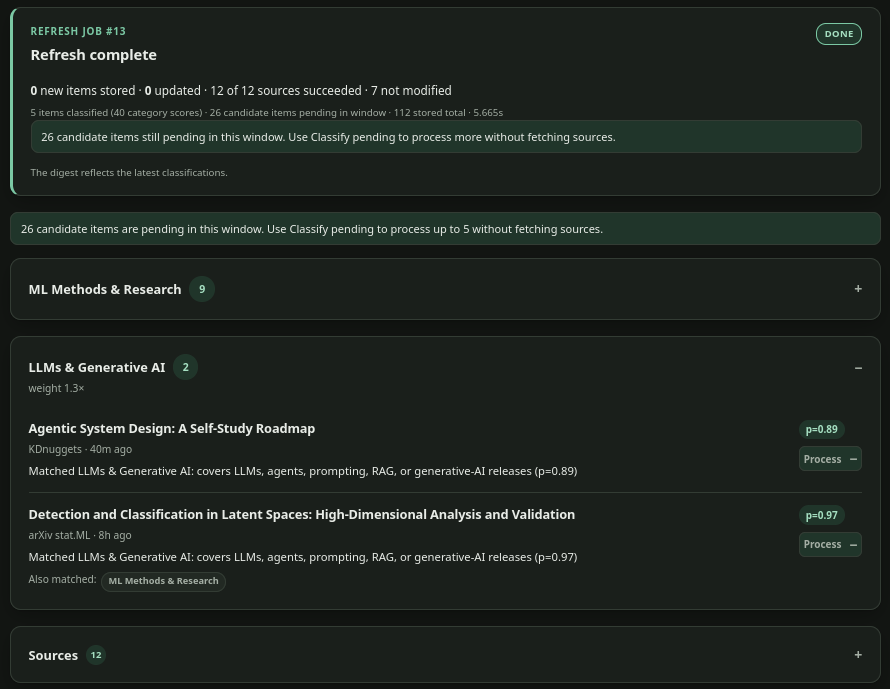 REFRESH JOB #13
DONE
Refresh complete
0 new items stored · 0 updated · 12 of 12 sources succeeded · 7 not modified
5 items classified (40 category scores) · 26 candidate items pending in window · 112 stored total · 5.665s
26 candidate items still pending in this window. Use Classify pending to process more without fetching sources.
The digest reflects the latest classifications.
26 candidate items are pending in this window. Use Classify pending to process up to 5 without fetching sources.
ML Methods & Research 9 +
LLMs & Generative AI 2 −
weight 1.3×
Agentic System Design: A Self-Study Roadmap
p=0.89
KDnuggets · 40m ago
Process −
Matched LLMs & Generative AI: covers LLMs, agents, prompting, RAG, or generative-AI releases (p=0.89)
Detection and Classification in Latent Spaces: High-Dimensional Analysis and Validation
p=0.97
arXiv stat.ML · 8h ago
Process −
Matched LLMs & Generative AI: covers LLMs, agents, prompting, RAG, or generative-AI releases (p=0.97)
Also matched: ML Methods & Research
Sources 12 +